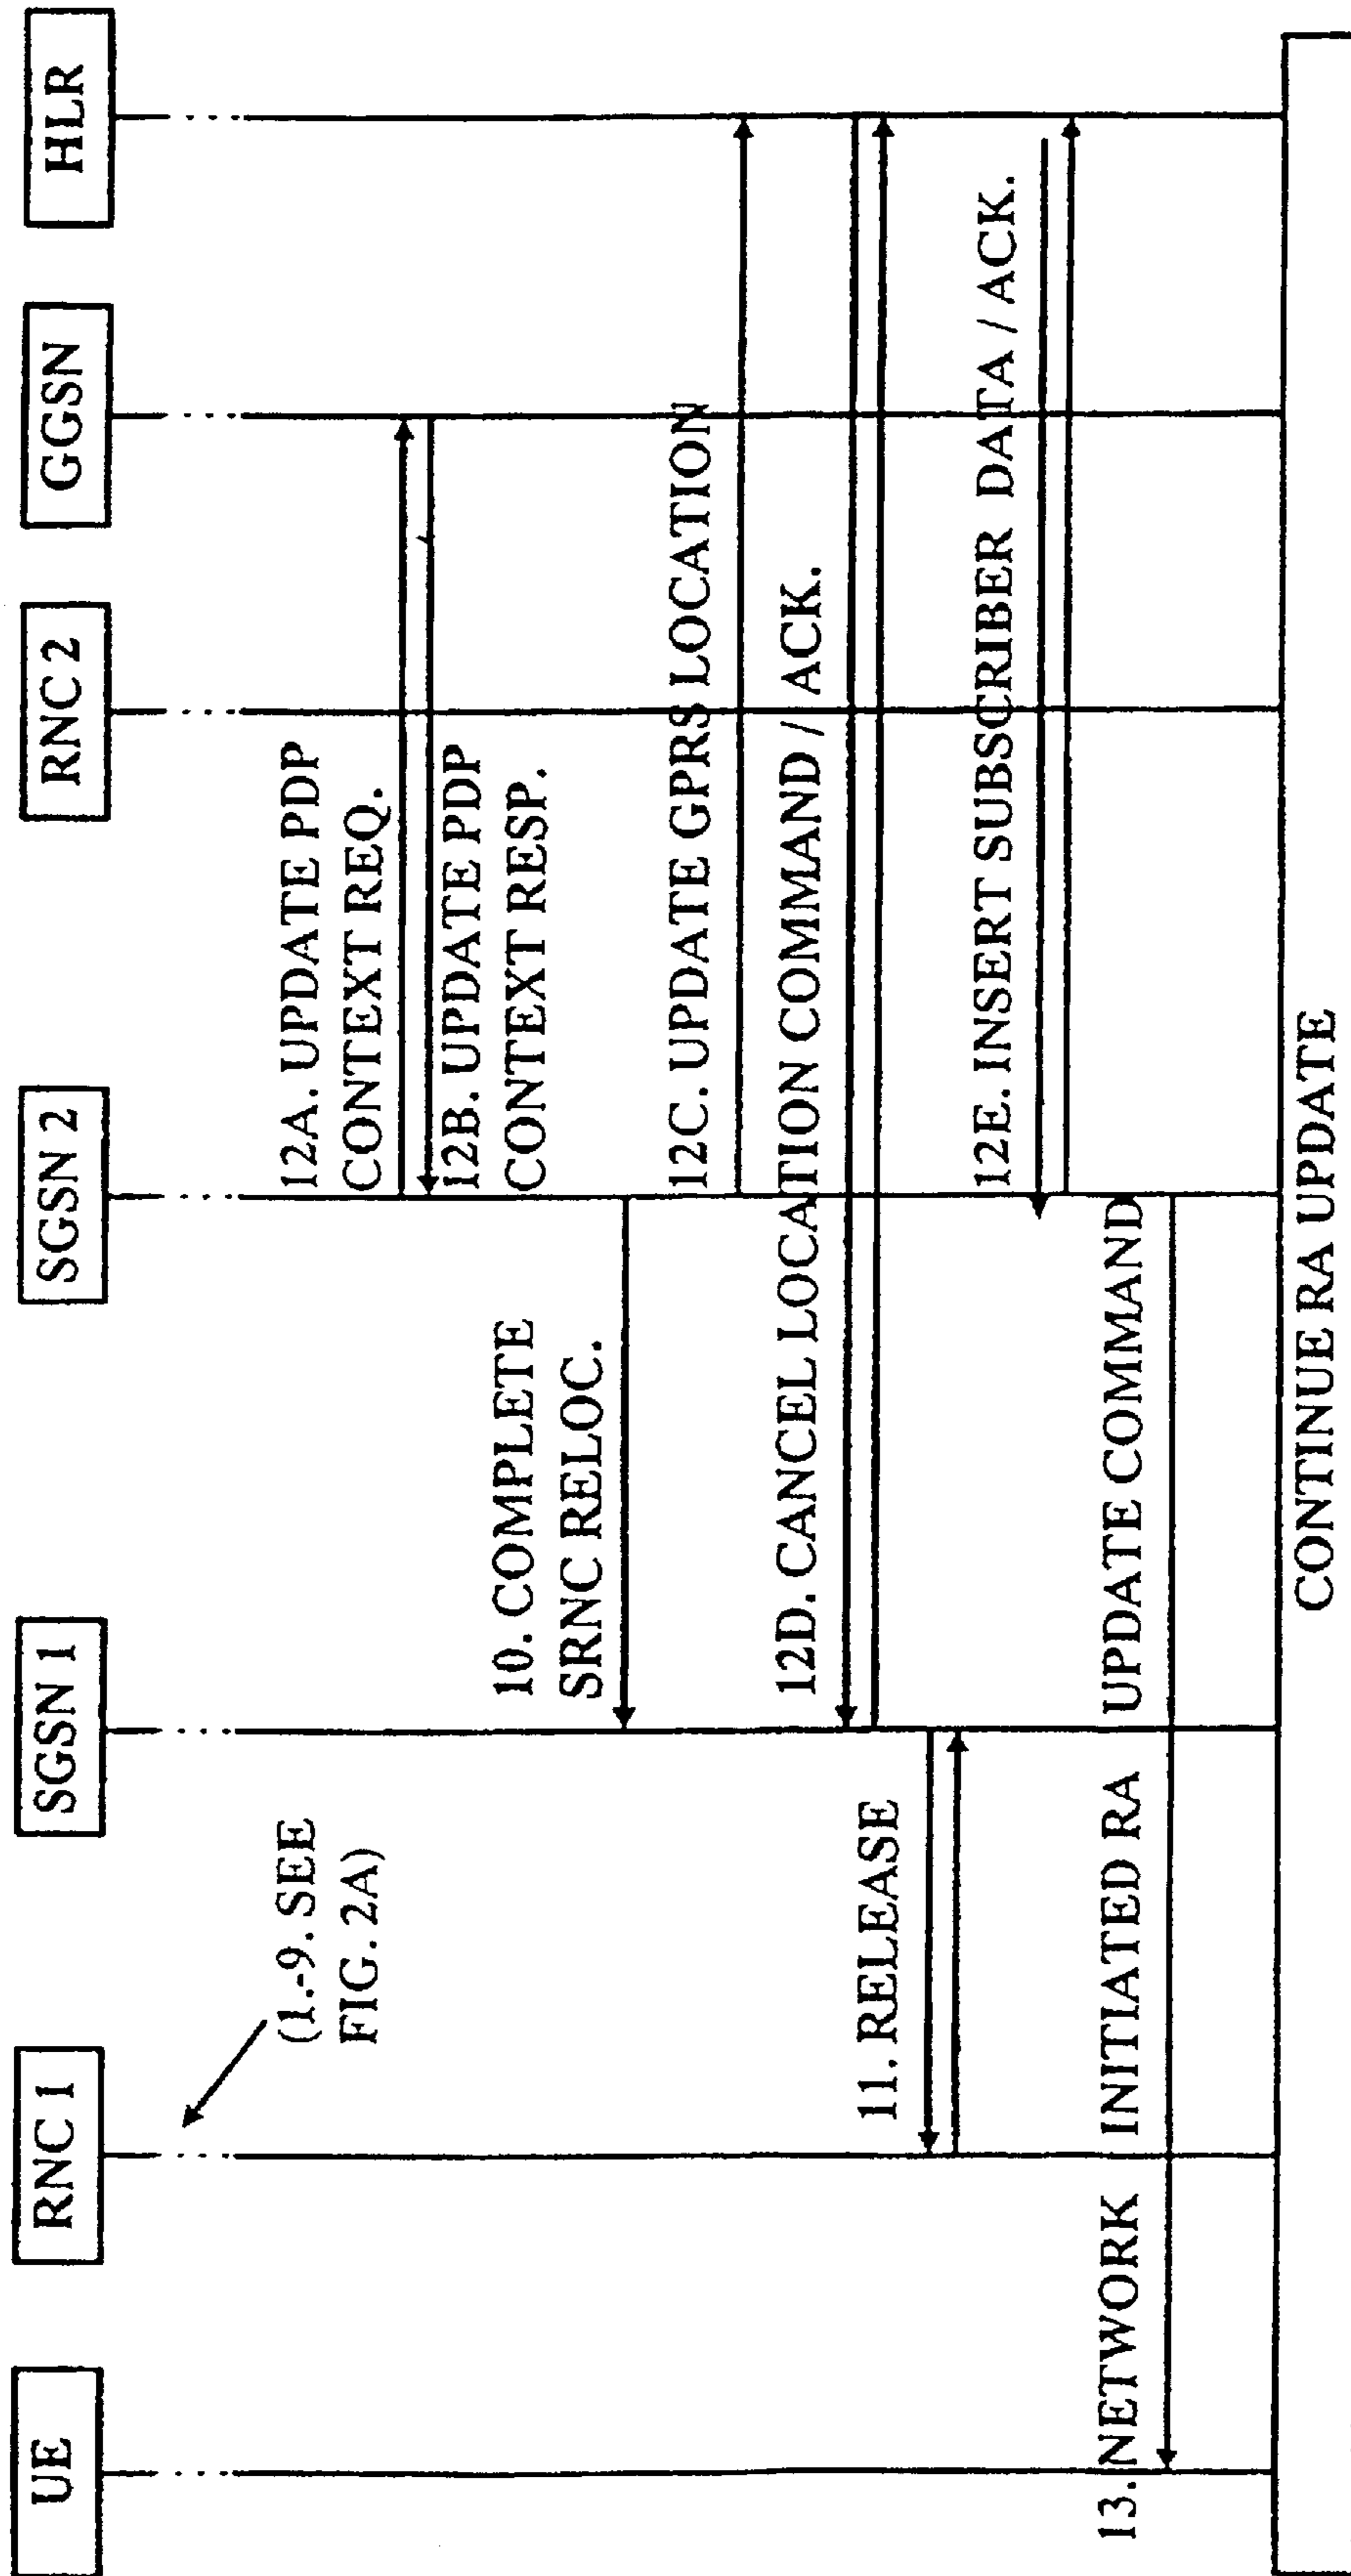 UE
RNC 1
SGSN 1
SGSN 2
RNC 2
GGSN
HLR
(1.-9. SEE
FIG. 2A)
12A. UPDATE PDP
CONTEXT REQ.
12B. UPDATE PDP
CONTEXT RESP.
10. COMPLETE
SRNC RELOC.
12C. UPDATE GPRS LOCATION
12D. CANCEL LOCATION COMMAND / ACK.
11. RELEASE
12E. INSERT SUBSCRIBER DATA / ACK.
13. NETWORK INITIATED RA UPDATE COMMAND
CONTINUE RA UPDATE